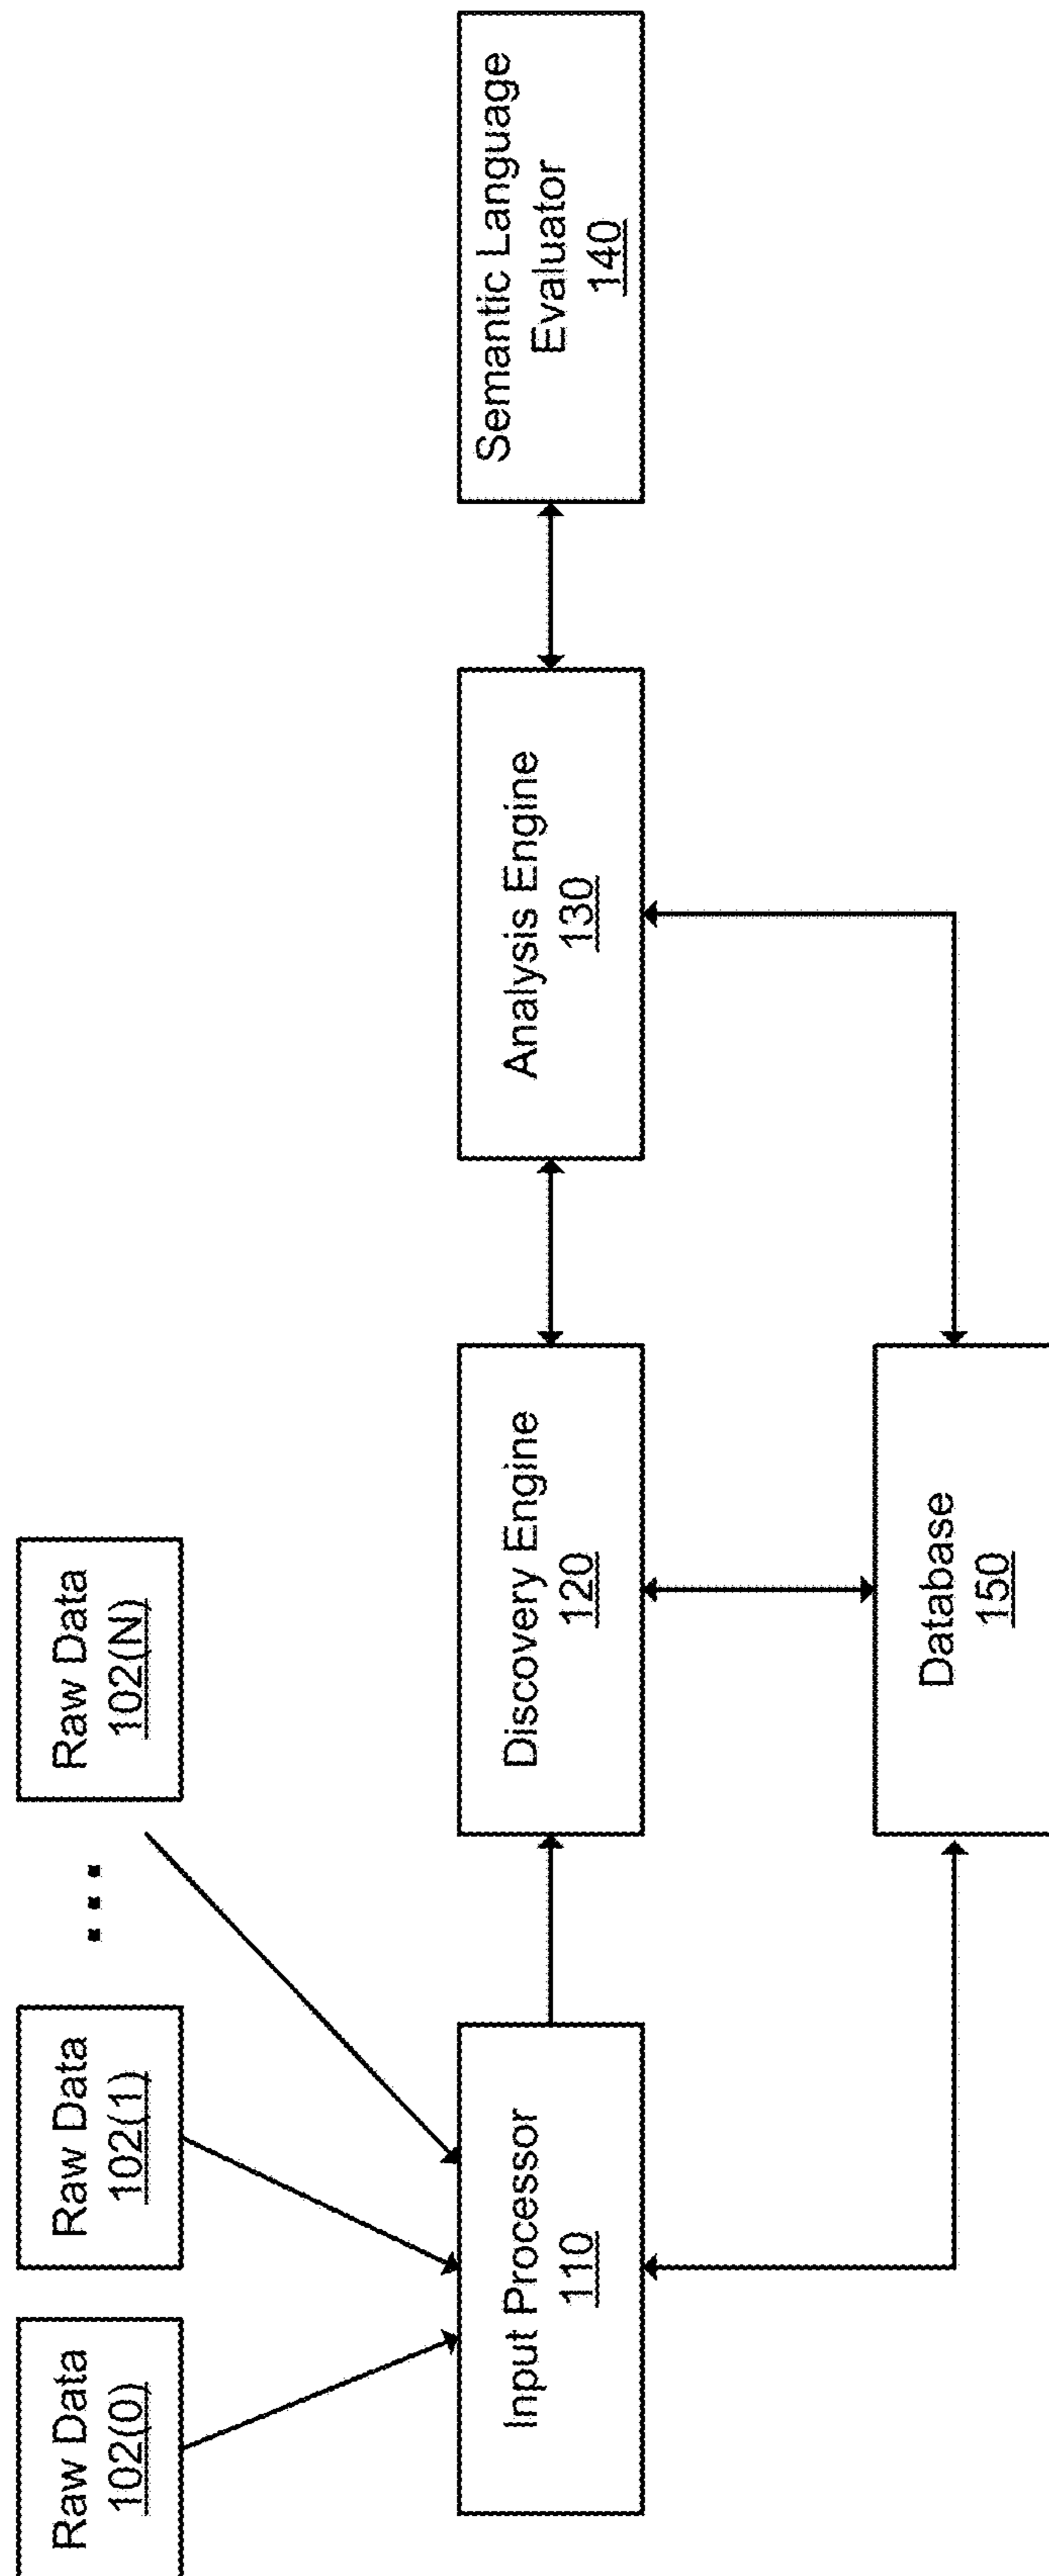 Raw Data
102(0)
Raw Data
102(1)
...
Raw Data
102(N)
Input Processor
110
Discovery Engine
120
Analysis Engine
130
Semantic Language
Evaluator
140
Database
150